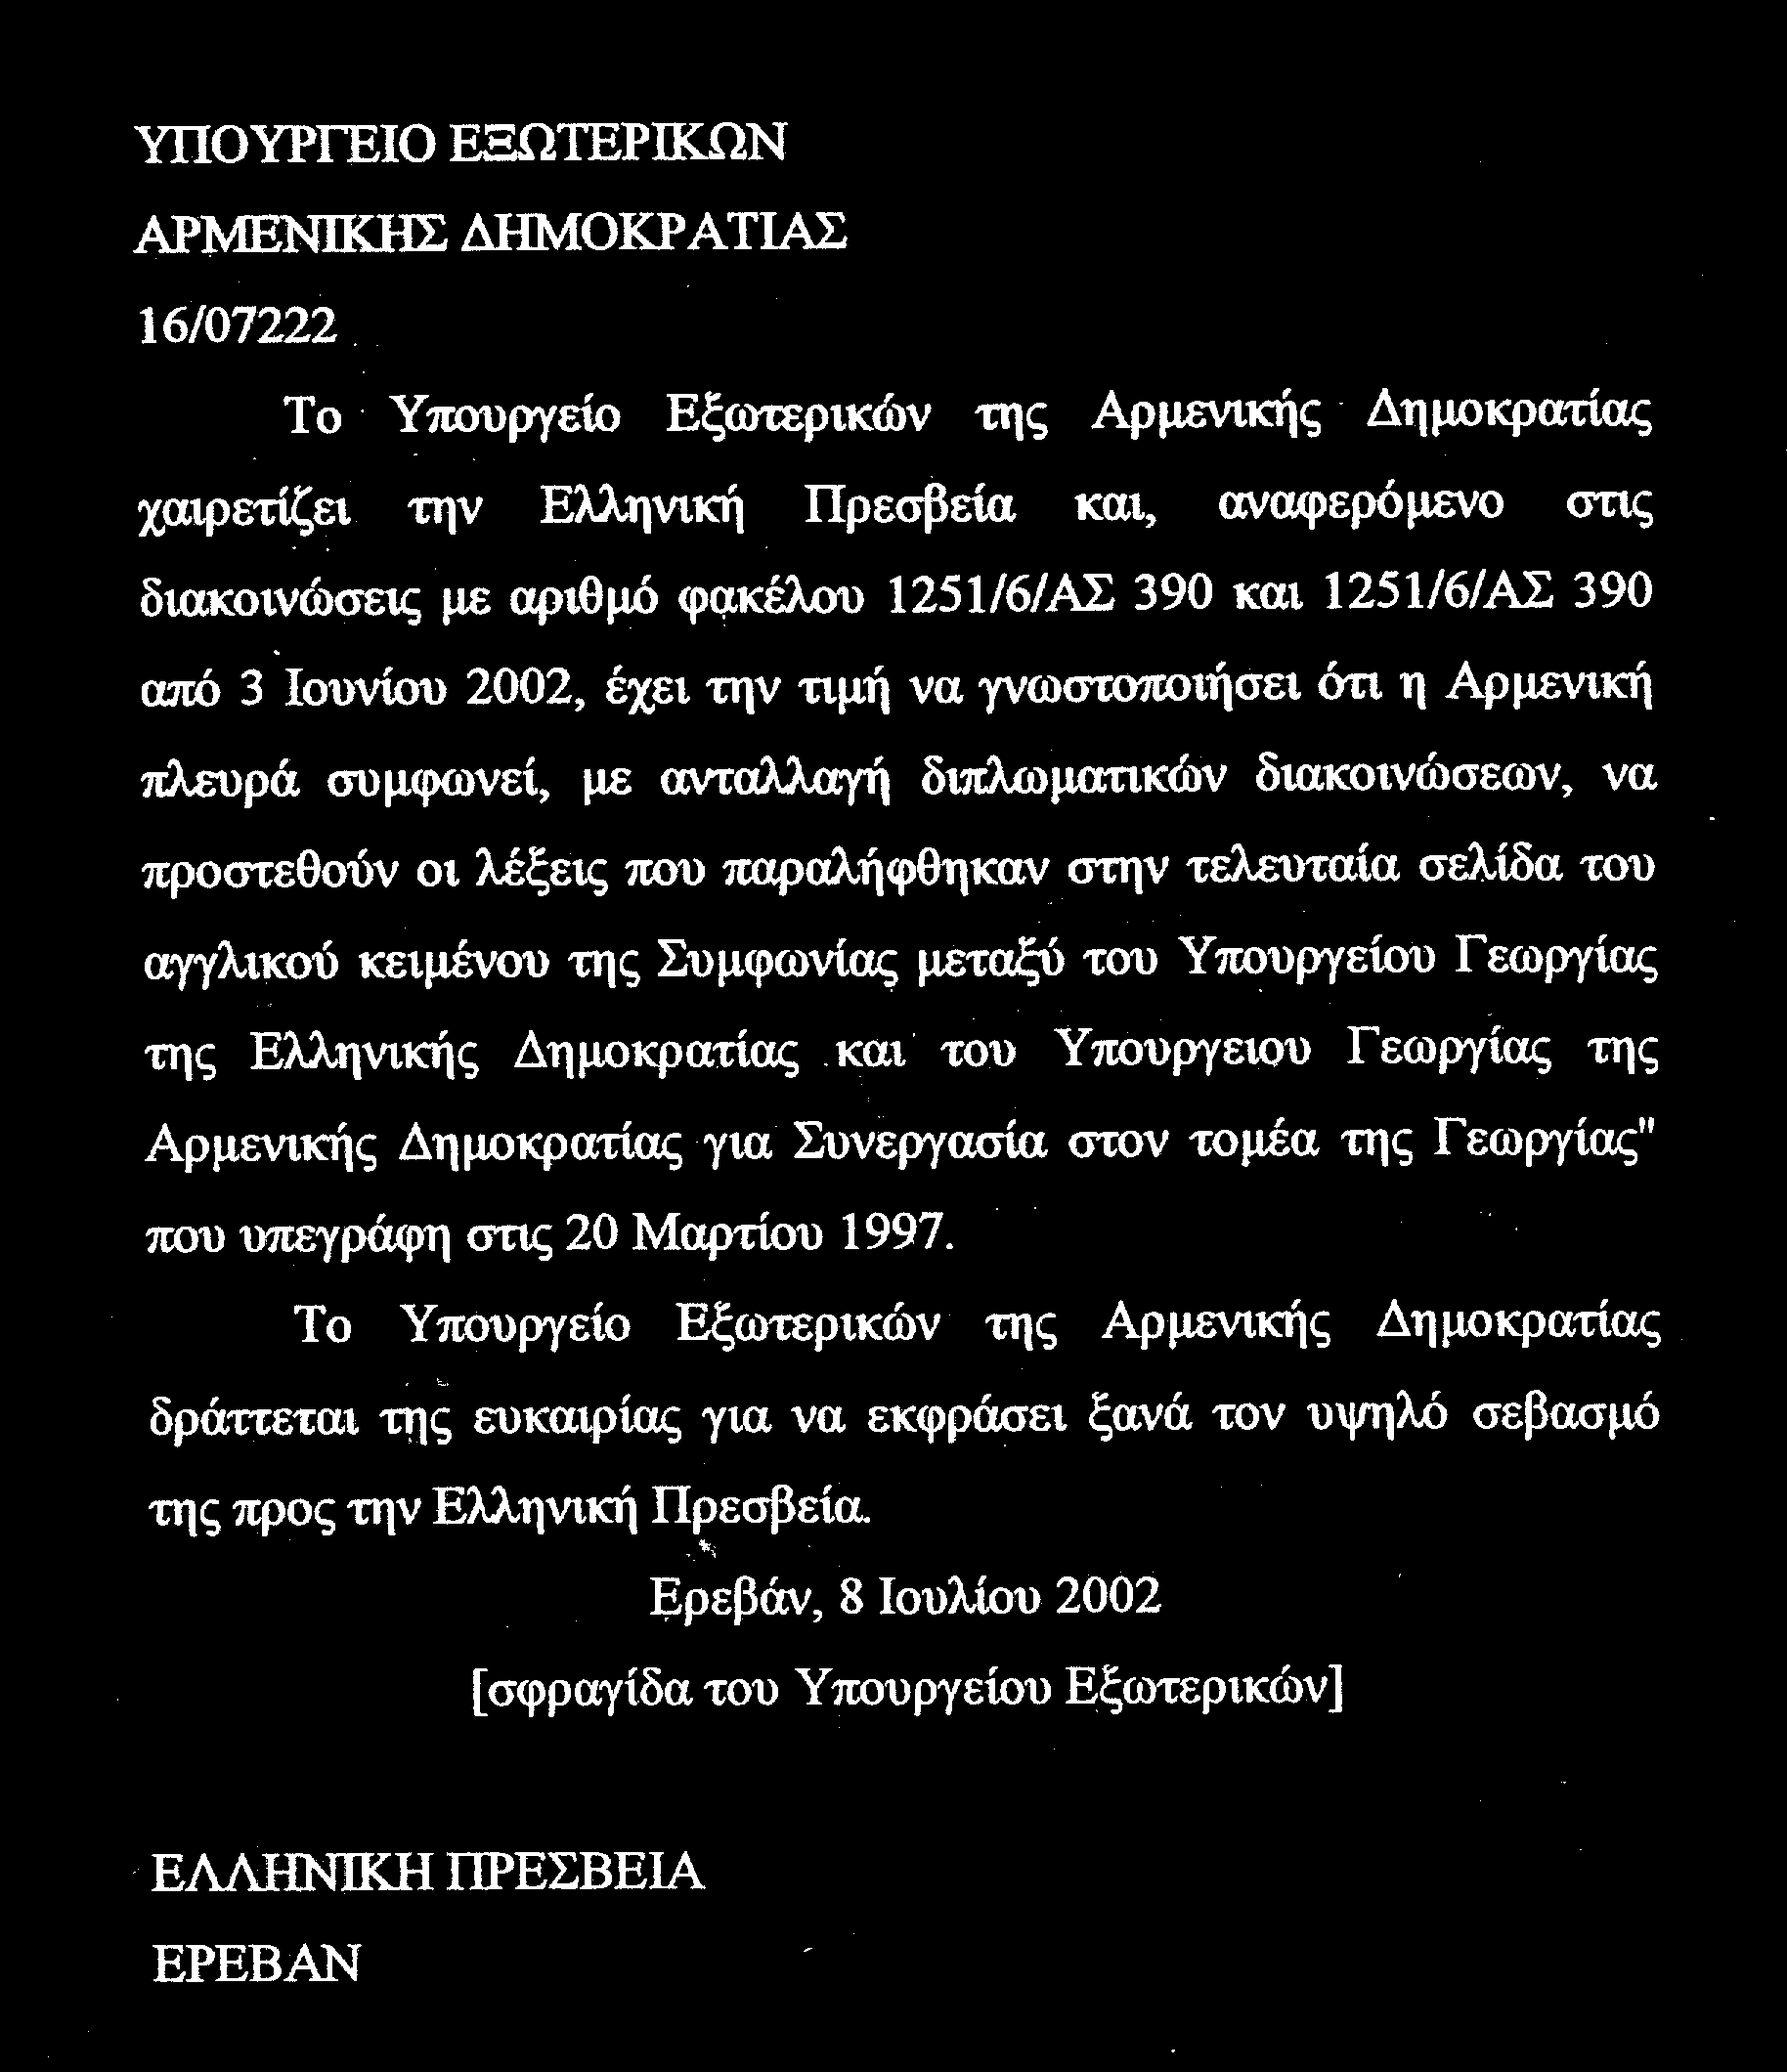 ΥΠΟΥΡΓΕΙΟ ΕΞΩΤΕΡΙΚΩΝ
ΑΡΜΕΝΙΚΗΣ ΔΗΜΟΚΡΑΤΙΑΣ
16/07222
Το Υπουργείο Εξωτερικών της Αρμενικής Δημοκρατίας
χαιρετίζει την Ελληνική Πρεσβεία και, αναφερόμενο στις
διακοινώσεις με αριθμό φακέλου 1251/6/ΑΣ 390 και 1251/6/ΑΣ 390
από 3 Ιουνίου 2002, έχει την τιμή να γνωστοποιήσει ότι η Αρμενική
πλευρά συμφωνεί, με ανταλλαγή διπλωματικών διακοινώσεων, να
προστεθούν οι λέξεις που παραλήφθηκαν στην τελευταία σελίδα του
αγγλικού κειμένου της Συμφωνίας μεταξύ του Υπουργείου Γεωργίας
της Ελληνικής Δημοκρατίας και του Υπουργειου Γεωργίας της
Αρμενικής Δημοκρατίας για Συνεργασία στον τομέα της Γεωργίας"
που υπεγράφη στις 20 Μαρτίου 1997.
Το Υπουργείο Εξωτερικών της Αρμενικής Δημοκρατίας
δράττεται της ευκαιρίας για να εκφράσει ξανά τον υψηλό σεβασμό
της προς την Ελληνική Πρεσβεία.
Ερεβάν, 8 Ιουλίου 2002
[σφραγίδα του Υπουργείου Εξωτερικών]
ΕΛΛΗΝΙΚΗ ΠΡΕΣΒΕΙΑ
ΕΡΕΒΑΝ